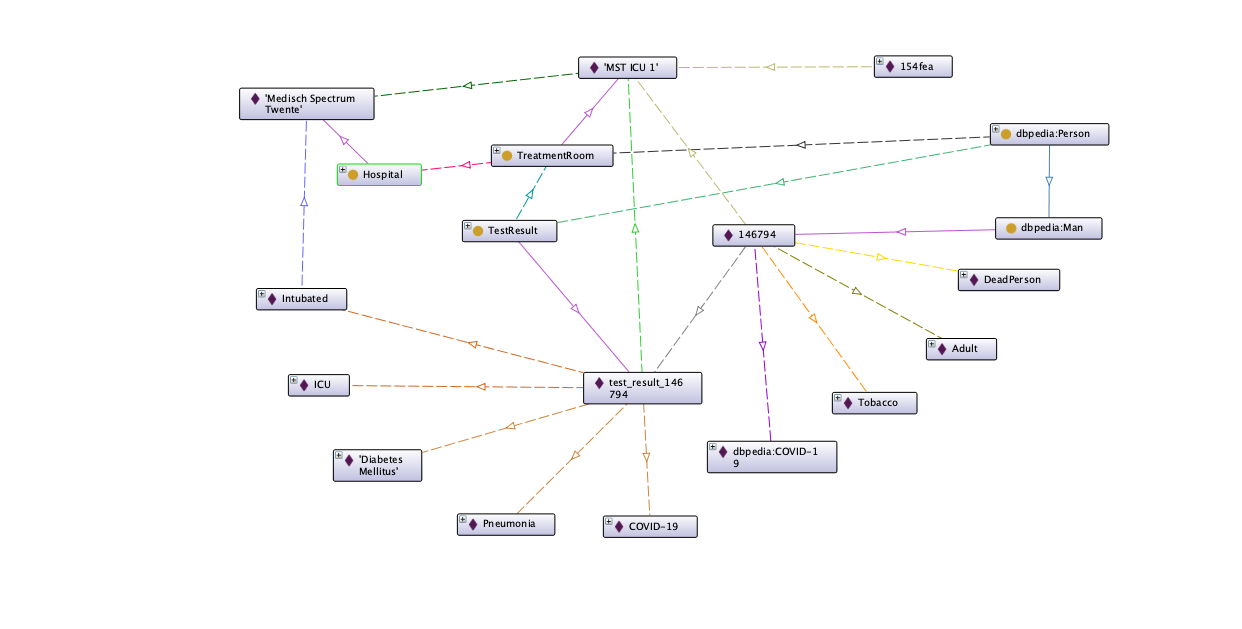 'MST ICU 1'
154fea
'Medisch Spectrum
Twente'
dbpedia:Person
TreatmentRoom
Hospital
TestResult
146794
dbpedia:Man
DeadPerson
Intubated
Adult
ICU
test_result_146
794
Tobacco
dbpedia:COVID-1
9
'Diabetes
Mellitus'
Pneumonia
COVID-19